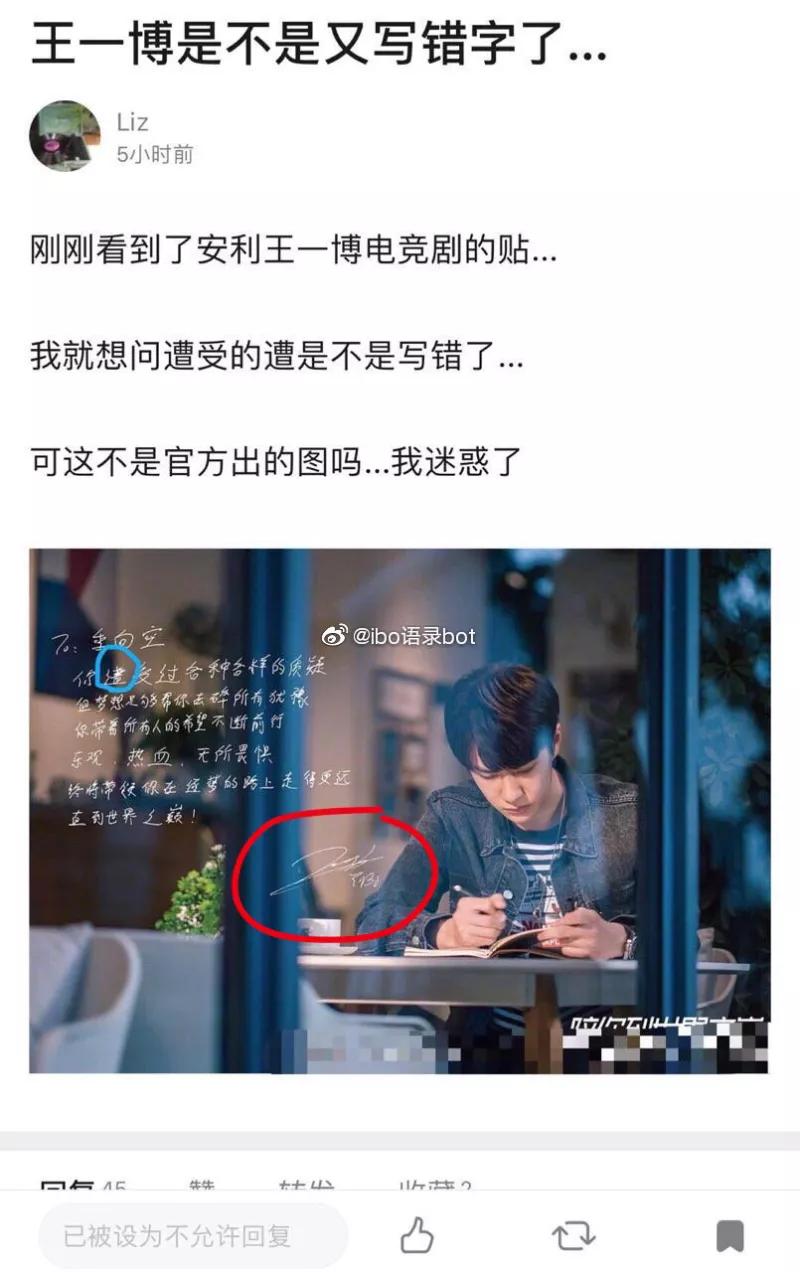 王一博是不是又写错字了...
Liz
5小时前
刚刚看到了安利王一博电竞剧的贴...
我就想问遭受的遭是不是写错了...
可这不是官方出的图吗...我迷惑了
@ibo语录bot
To: 季向空
你遭受过各种各样的质疑
但梦想足够帮你击碎所有犹豫
你带着所有人的希望不断前行
乐观、热血、无所畏惧
终将带领你在逐梦的路上走得更远
直到世界之巅！
陪你到世界之巅
回复 45
赞
转发
收藏 2
已被设为不允许回复